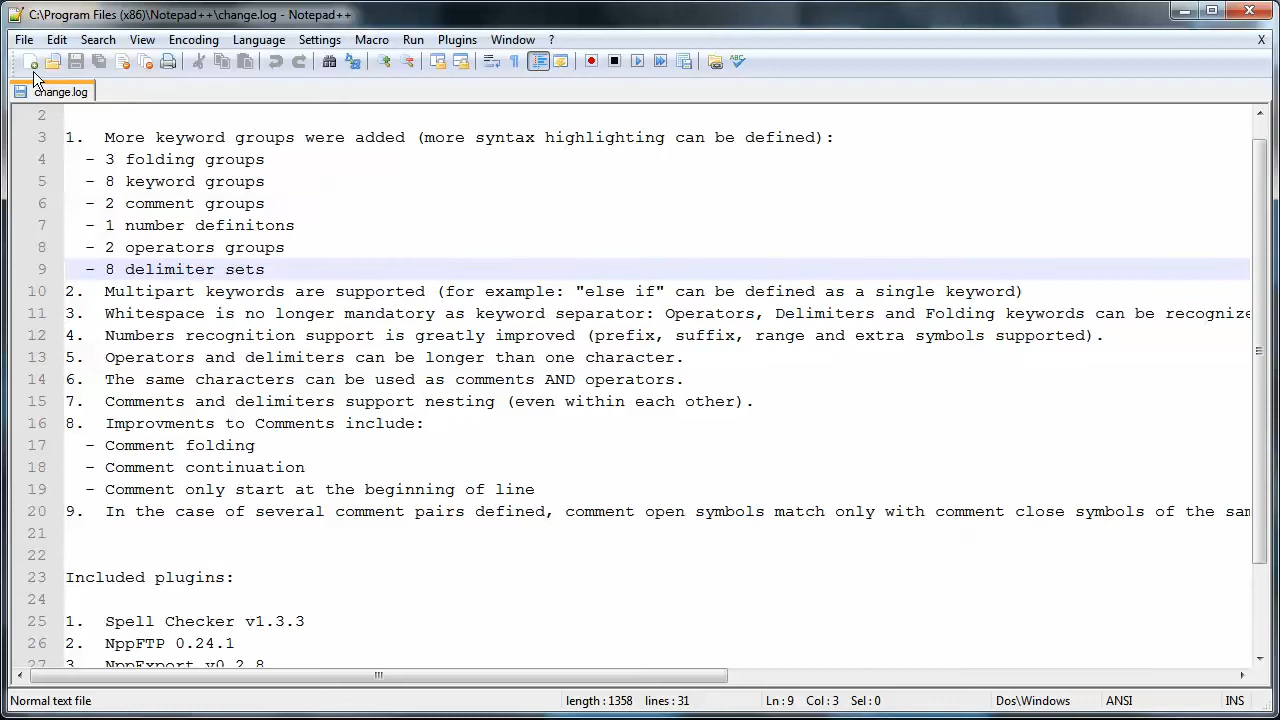 C:\Program Files (x86)\Notepad++\change.log - Notepad++
File Edit Search View Encoding Language Settings Macro Run Plugins Window ? X
change.log
2
3 1. More keyword groups were added (more syntax highlighting can be defined):
4 - 3 folding groups
5 - 8 keyword groups
6 - 2 comment groups
7 - 1 number definitons
8 - 2 operators groups
9 - 8 delimiter sets
10 2. Multipart keywords are supported (for example: "else if" can be defined as a single keyword)
11 3. Whitespace is no longer mandatory as keyword separator: Operators, Delimiters and Folding keywords can be recognize
12 4. Numbers recognition support is greatly improved (prefix, suffix, range and extra symbols supported).
13 5. Operators and delimiters can be longer than one character.
14 6. The same characters can be used as comments AND operators.
15 7. Comments and delimiters support nesting (even within each other).
16 8. Improvments to Comments include:
17 - Comment folding
18 - Comment continuation
19 - Comment only start at the beginning of line
20 9. In the case of several comment pairs defined, comment open symbols match only with comment close symbols of the sam
21
22
23 Included plugins:
24
25 1. Spell Checker v1.3.3
26 2. NppFTP 0.24.1
27 3. NppExport v0.2.8
Normal text file length : 1358 lines : 31 Ln : 9 Col : 3 Sel : 0 Dos\Windows ANSI INS